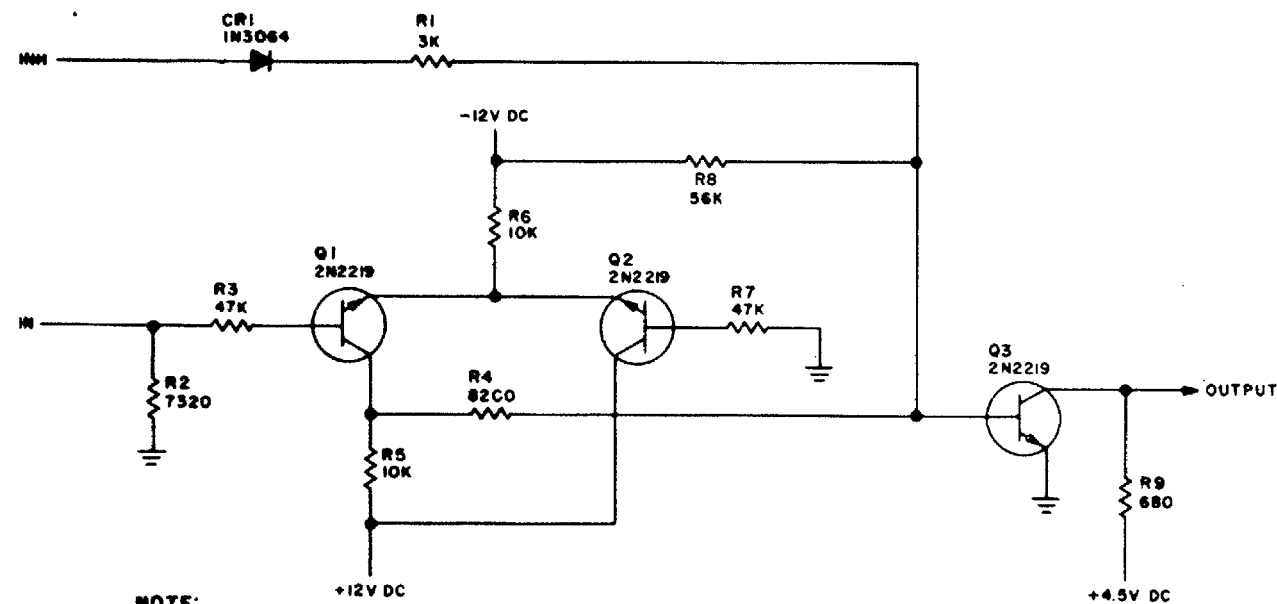 CR1
1N3064
R1
3K
INH
-12V DC
R8
56K
R6
10K
Q1
2N2219
Q2
2N2219
R3
47K
R7
47K
IN
Q3
2N2219
R2
7320
R4
8200
OUTPUT
R5
10K
R9
680
+12V DC
+4.5V DC
NOTE: